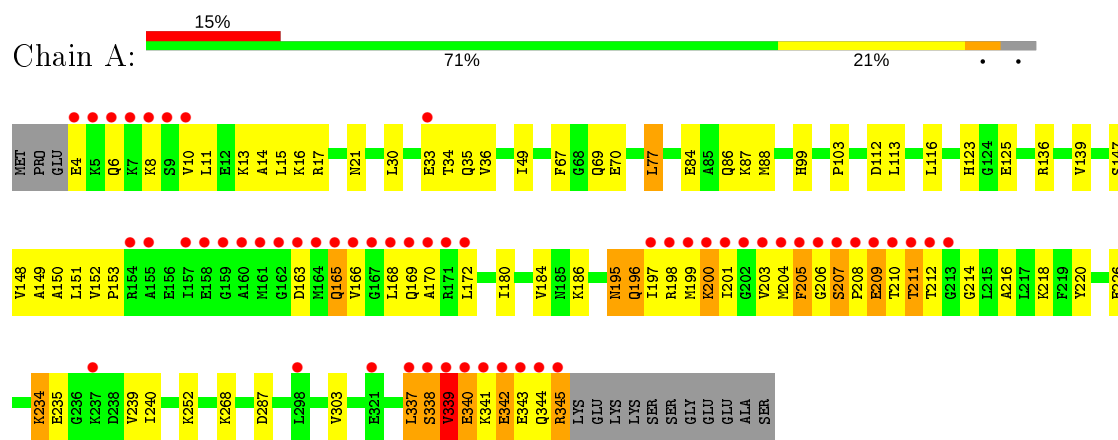 15%
Chain A:
71% 21% • •
MET PRO GLU E4 K5 Q6 K7 K8 S9 V10 L11 E12 K13 A14 L15 K16 R17 N21 L30 E33 T34 Q35 V36 I49 F67 G68 Q69 E70 L77 E84 A85 Q86 K87 M88 H99 P103 D112 L113 L116 H123 G124 E125 R136 V139 S147
V148 A149 A150 L151 V152 P153 R154 A155 E156 I157 E158 G159 A160 M161 G162 D163 M164 Q165 V166 G167 L168 Q169 A170 R171 L172 I180 V184 N185 K186 N195 Q196 I197 R198 M199 K200 I201 G202 V203 M204 F205 G206 S207 P208 E209 T210 T211 T212 G213 G214 L215 A216 L217 K218 F219 Y220 E226
K234 E235 G236 K237 D238 V239 I240 K252 K268 D287 L298 V303 E321 L337 S338 V339 E340 K341 E342 E343 Q344 R345 LYS GLU LYS LYS SER SER GLY GLU GLU ALA SER